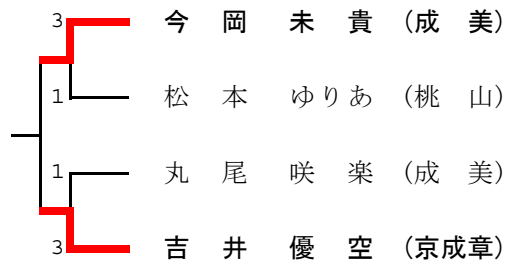 3 今 岡 未 貴 (成 美)
1 松 本 ゆりあ (桃 山)
1 丸 尾 咲 楽 (成 美)
3 吉 井 優 空 (京成章)